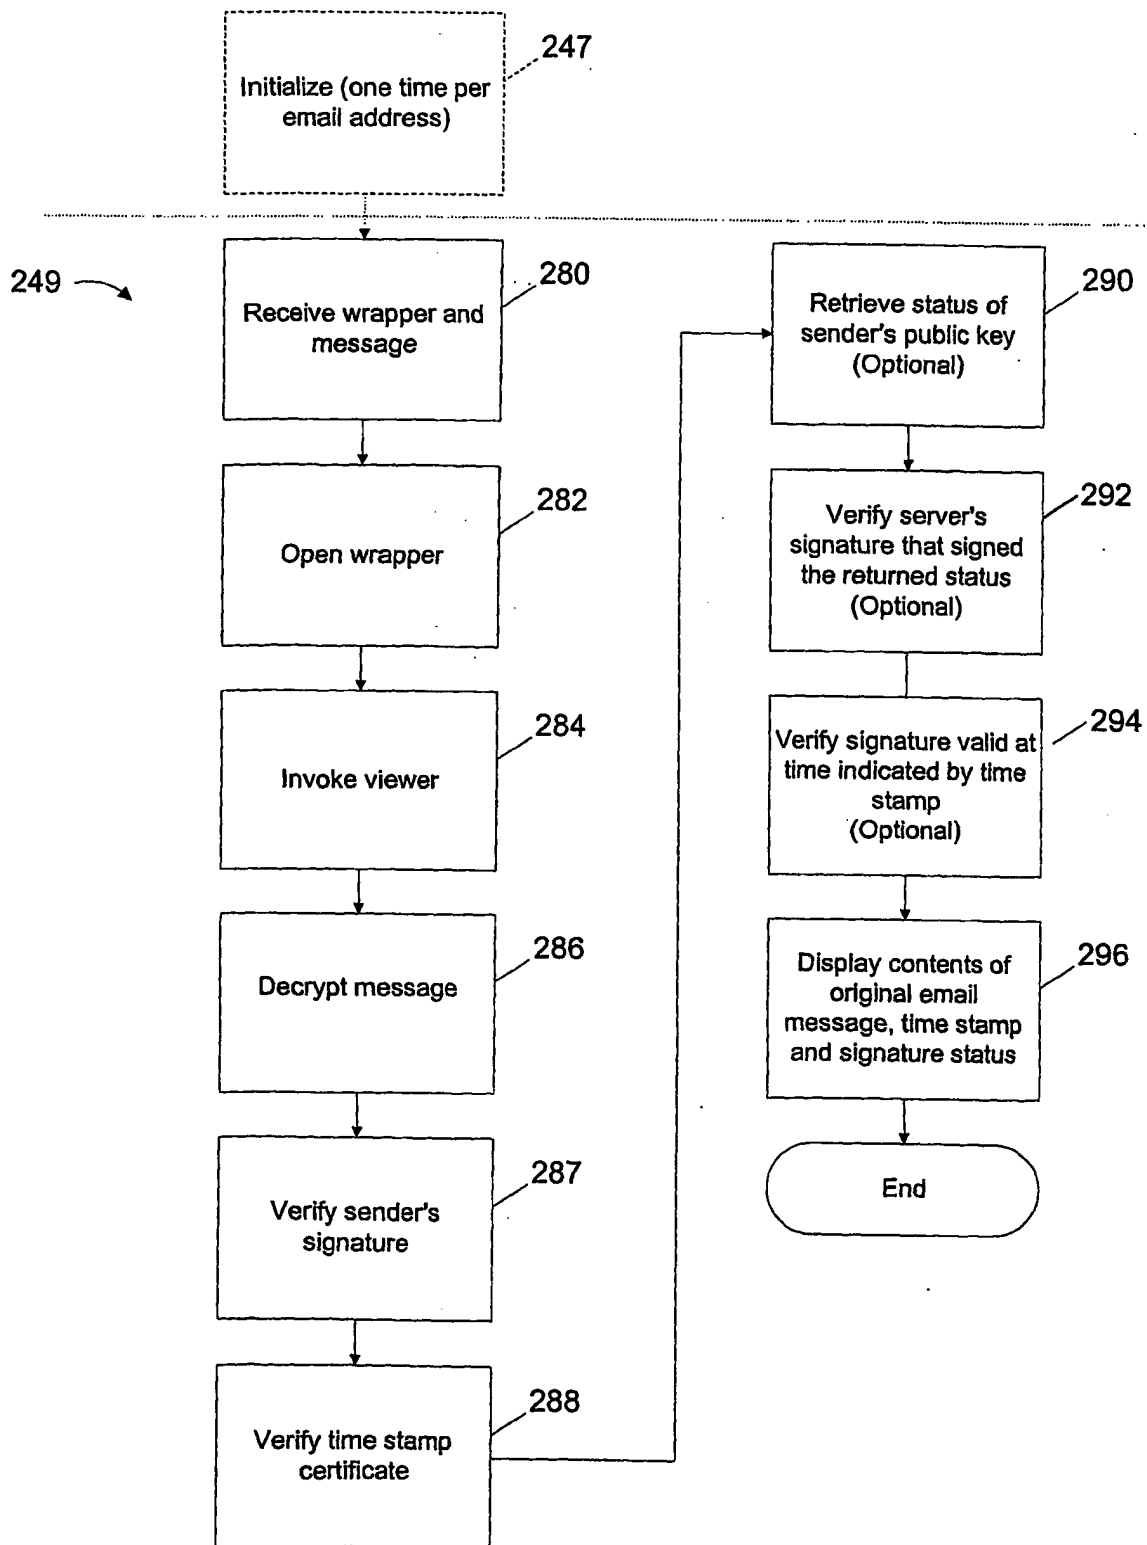 247
Initialize (one time per
email address)
249
280
Receive wrapper and
message
282
Open wrapper
284
Invoke viewer
286
Decrypt message
287
Verify sender's
signature
288
Verify time stamp
certificate
290
Retrieve status of
sender's public key
(Optional)
292
Verify server's
signature that signed
the returned status
(Optional)
294
Verify signature valid at
time indicated by time
stamp
(Optional)
296
Display contents of
original email
message, time stamp
and signature status
End